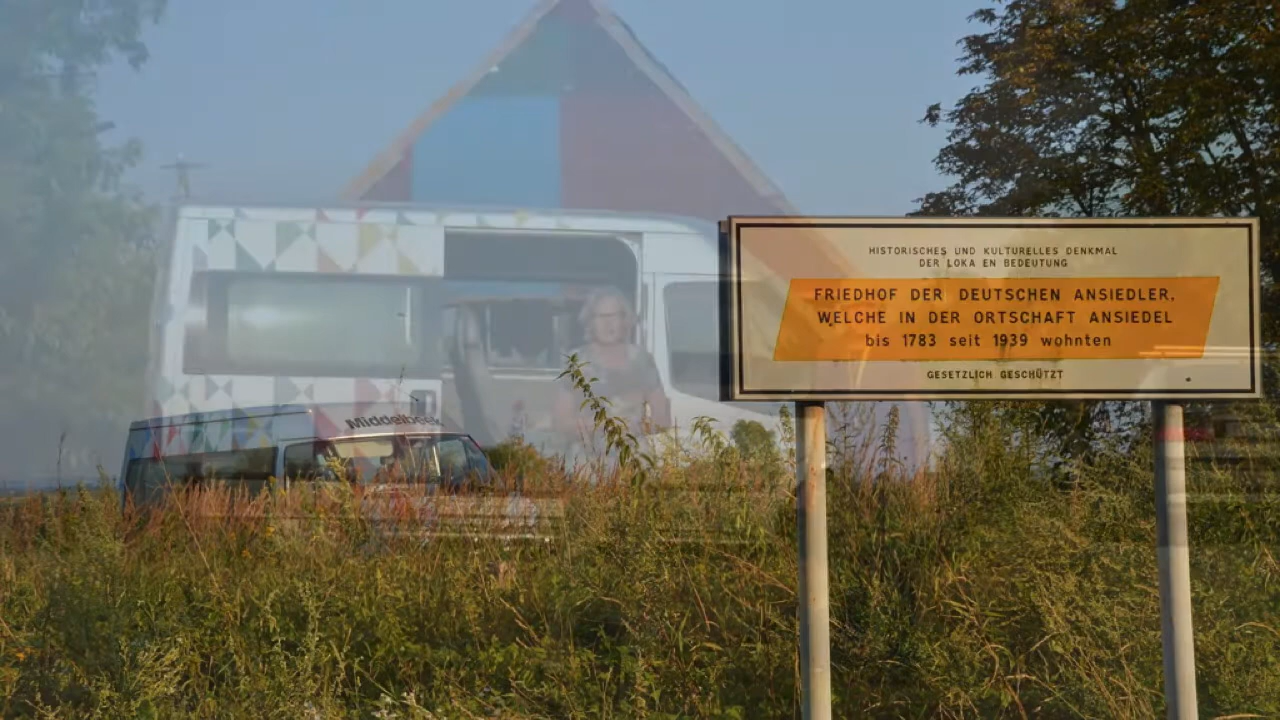 HISTORISCHES UND KULTURELLES DENKMAL
DER LOKA EN BEDEUTUNG
FRIEDHOF DER DEUTSCHEN ANSIEDLER,
WELCHE IN DER ORTSCHAFT ANSIEDEL
bis 1783 seit 1939 wohnten
GESETZLICH GESCHÜTZT
Middelbeek